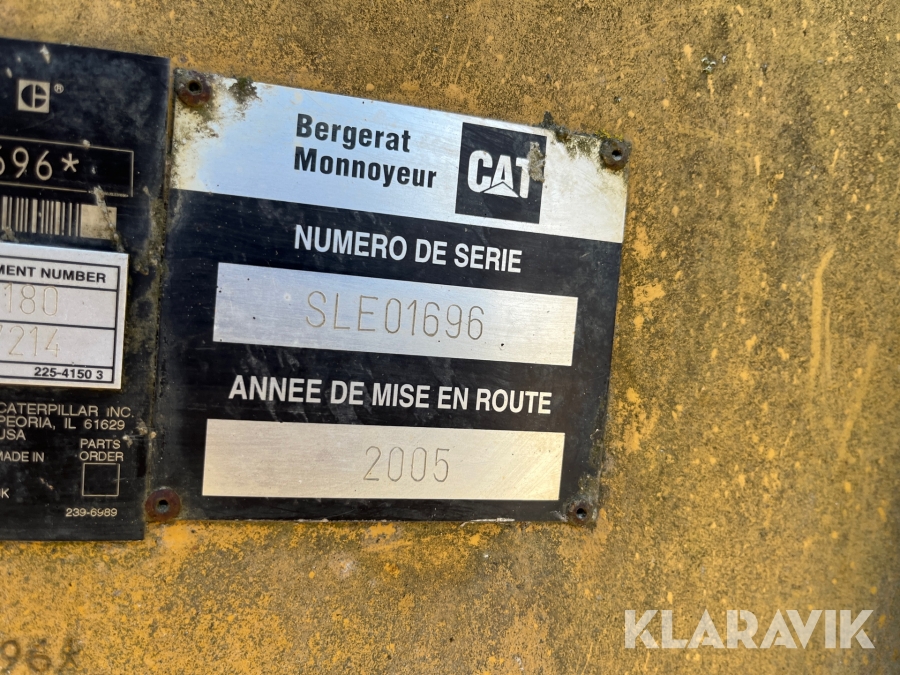 ®
696*
MENT NUMBER
180
214
225-4150 3
CATERPILLAR INC.
PEORIA, IL 61629
USA
MADE IN
PARTS
ORDER
239-6989
Bergerat
Monnoyeur
CAT
NUMERO DE SERIE
SLE01696
ANNEE DE MISE EN ROUTE
2005
96*
KLARAVIK